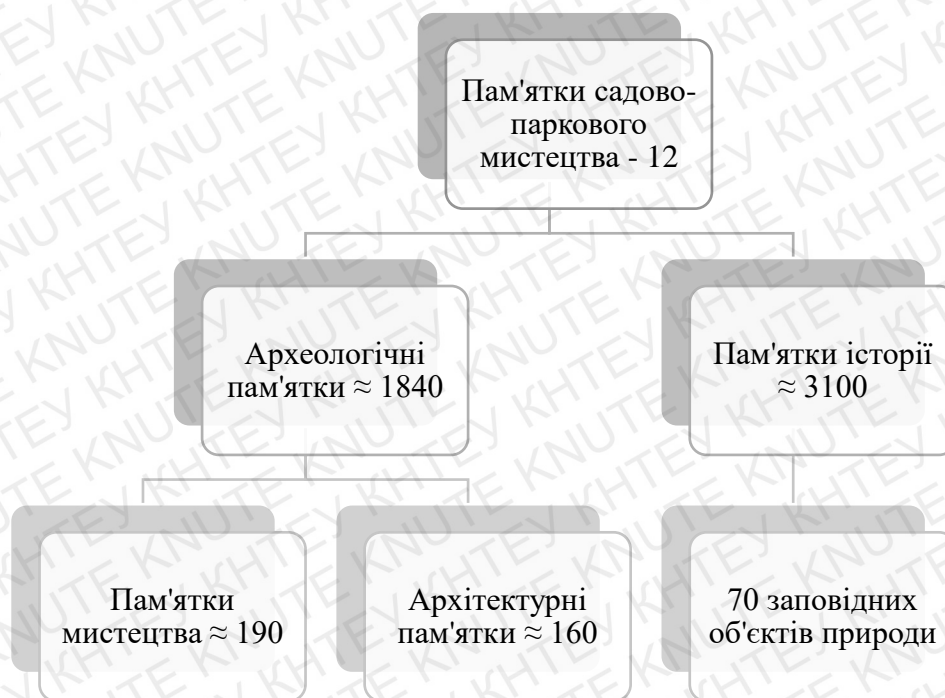 Пам'ятки садово-
паркового
мистецтва - 12
Археологічні
пам'ятки ≈ 1840
Пам'ятки історії
≈ 3100
Пам'ятки
мистецтва ≈ 190
Архітектурні
пам'ятки ≈ 160
70 заповідних
об'єктів природи